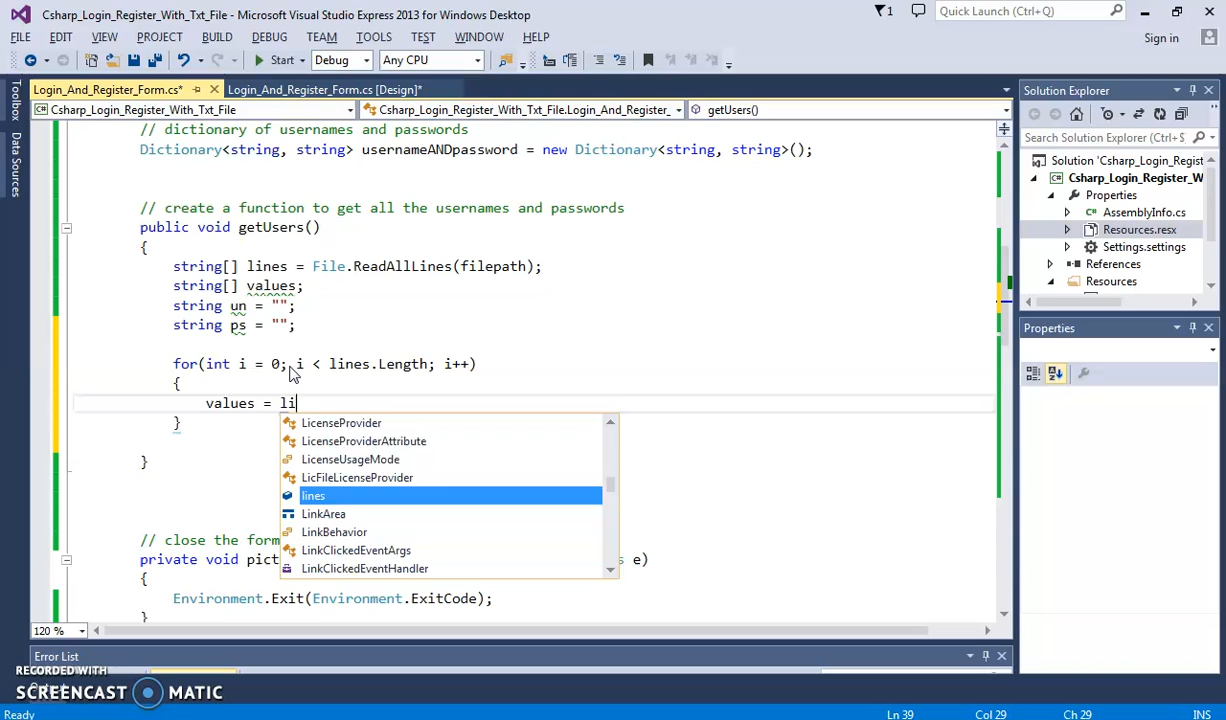 Csharp_Login_Register_With_Txt_File - Microsoft Visual Studio Express 2013 for Windows Desktop
1
Quick Launch (Ctrl+Q)
FILE EDIT VIEW PROJECT BUILD DEBUG TEAM TOOLS TEST WINDOW HELP
Sign in
Start Debug Any CPU
Toolbox
Data Sources
Login_And_Register_Form.cs*
Login_And_Register_Form.cs [Design]*
Csharp_Login_Register_With_Txt_File
Csharp_Login_Register_With_Txt_File.Login_And_Register_
getUsers()
// dictionary of usernames and passwords
Dictionary<string, string> usernameANDpassword = new Dictionary<string, string>();
// create a function to get all the usernames and passwords
public void getUsers()
{
string[] lines = File.ReadAllLines(filepath);
string[] values;
string un = "";
string ps = "";
for(int i = 0; i < lines.Length; i++)
{
values = li
}
}
LicenseProvider
LicenseProviderAttribute
LicenseUsageMode
LicFileLicenseProvider
lines
LinkArea
LinkBehavior
LinkClickedEventArgs
LinkClickedEventHandler
// close the form
private void pict
s e)
{
Environment.Exit(Environment.ExitCode);
}
120 %
Solution Explorer
Search Solution Explorer (Ctrl+
Solution 'Csharp_Login_Regist
Csharp_Login_Register_W
Properties
AssemblyInfo.cs
Resources.resx
Settings.settings
References
Resources
Properties
Error List
RECORDED WITH
SCREENCAST MATIC
Ready
Ln 39
Col 29
Ch 29
INS